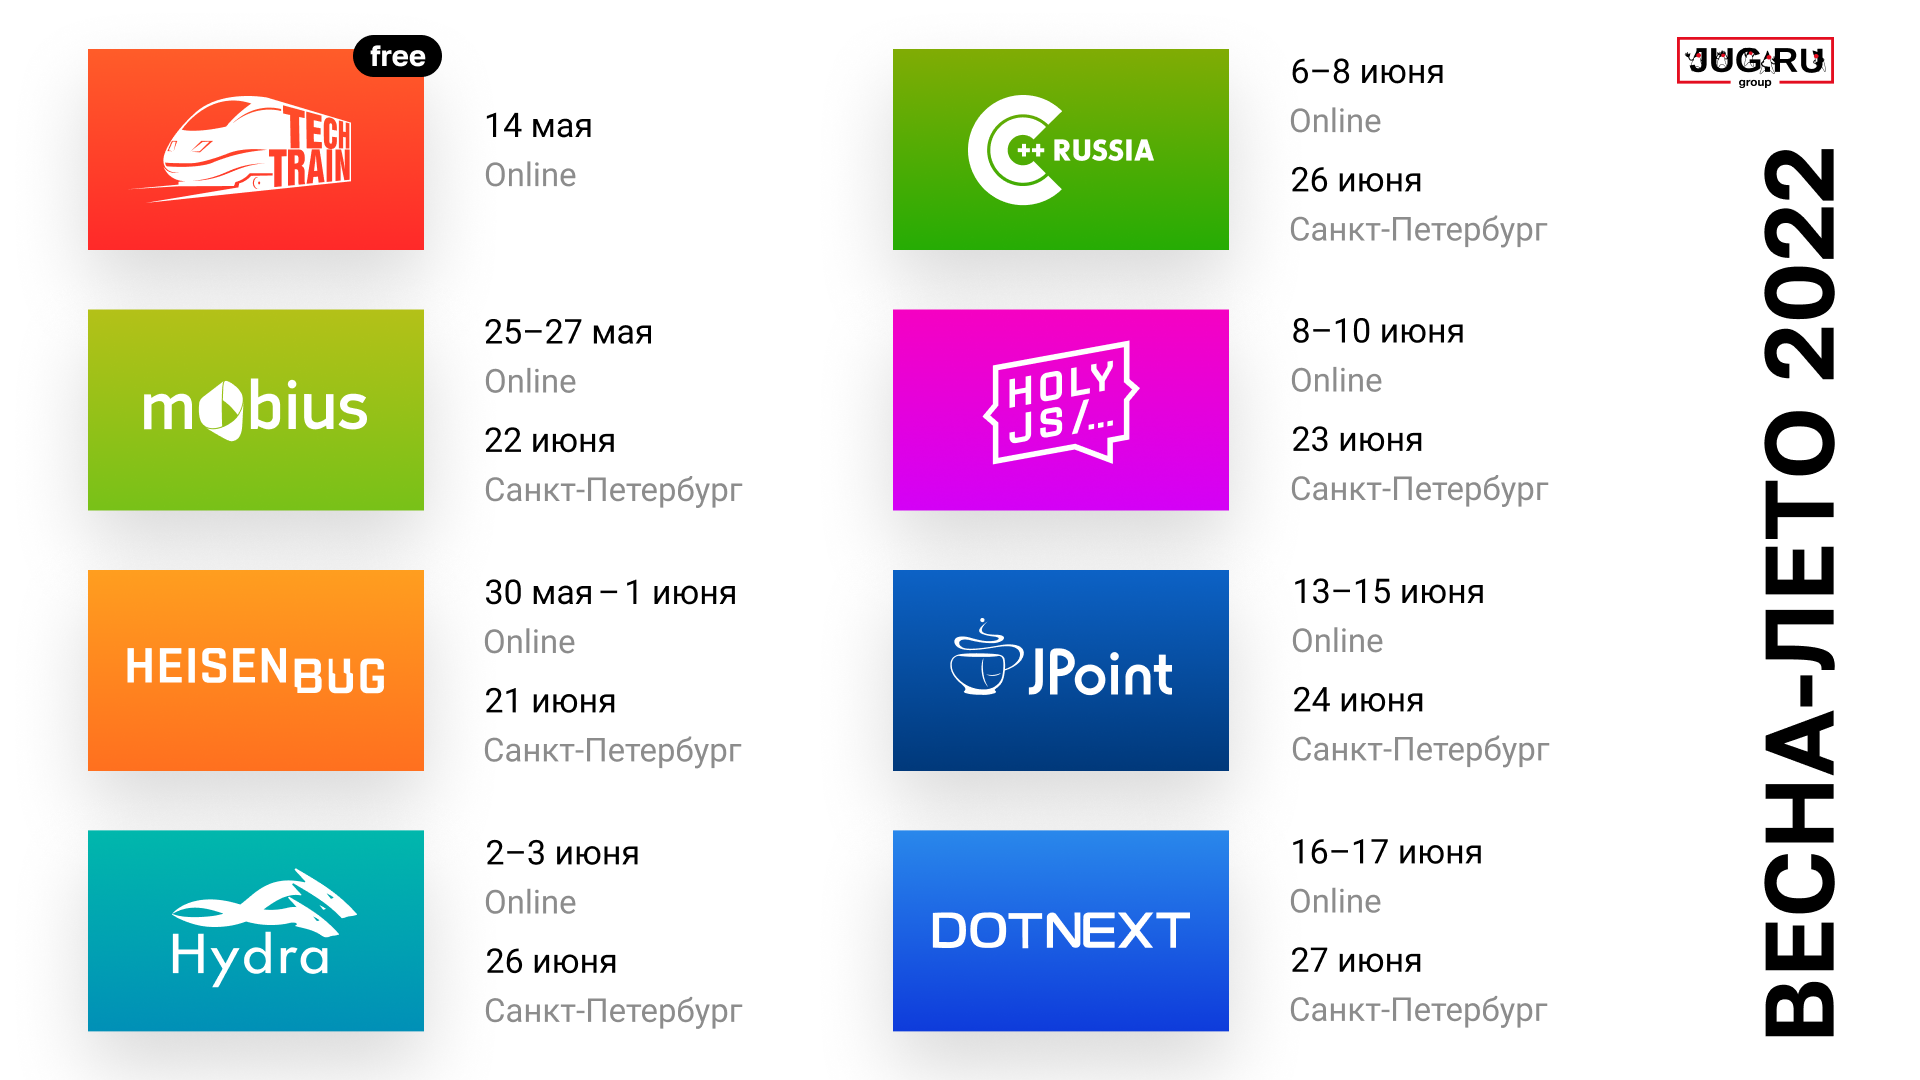 free
TECH
TRAIN
14 мая
Online
mobius
25–27 мая
Online
22 июня
Санкт-Петербург
HEISENBUG
30 мая – 1 июня
Online
21 июня
Санкт-Петербург
Hydra
2–3 июня
Online
26 июня
Санкт-Петербург
C++ RUSSIA
6–8 июня
Online
26 июня
Санкт-Петербург
HOLY
JS/...
8–10 июня
Online
23 июня
Санкт-Петербург
JPoint
13–15 июня
Online
24 июня
Санкт-Петербург
DOTNEXT
16–17 июня
Online
27 июня
Санкт-Петербург
JUG.RU
group
ВЕСНА-ЛЕТО 2022